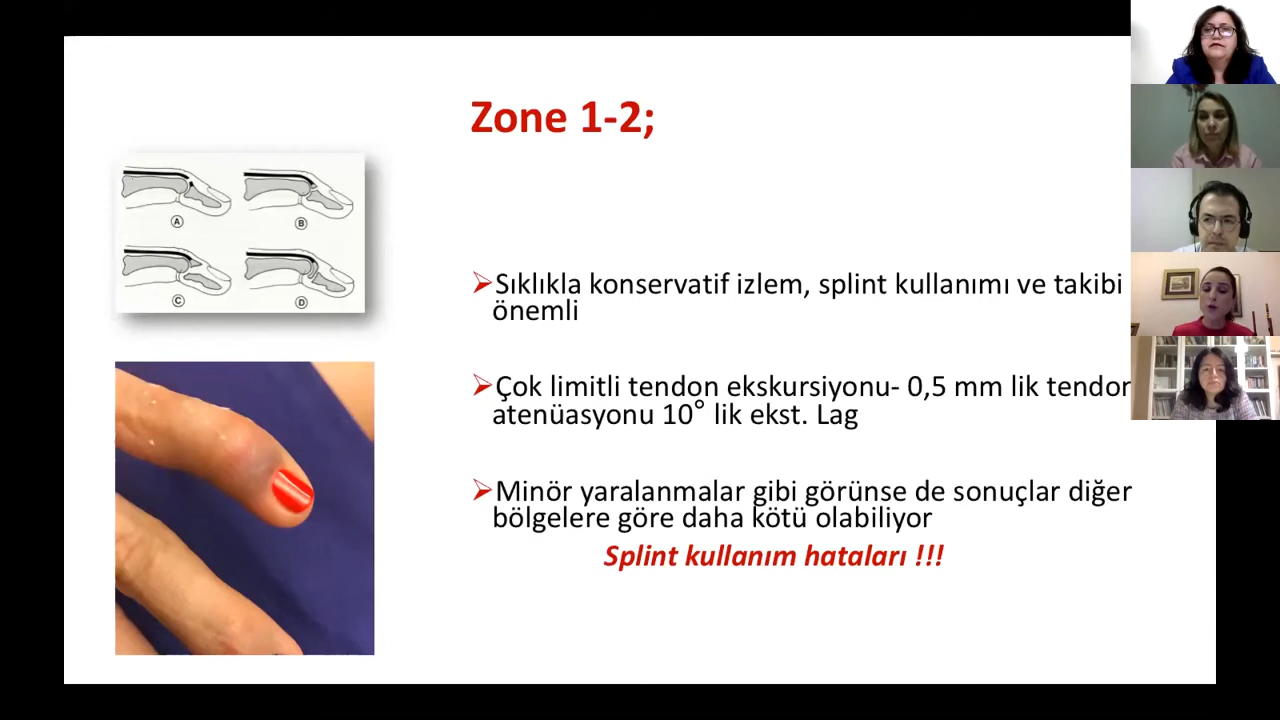 Zone 1-2;
A
B
C
D
➢Sıklıkla konservatif izlem, splint kullanımı ve takibi
önemli
➢Çok limitli tendon ekskursiyonu- 0,5 mm lik tendon
atenüasyonu 10° lik ekst. Lag
➢Minör yaralanmalar gibi görünse de sonuçlar diğer
bölgelere göre daha kötü olabiliyor
Splint kullanım hataları !!!